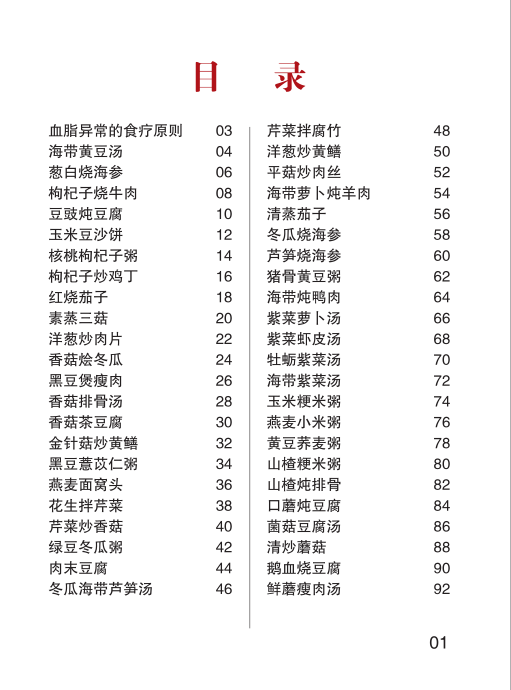 目 录
血脂异常的食疗原则 03
海带黄豆汤 04
葱白烧海参 06
枸杞子烧牛肉 08
豆豉炖豆腐 10
玉米豆沙饼 12
核桃枸杞子粥 14
枸杞子炒鸡丁 16
红烧茄子 18
素蒸三菇 20
洋葱炒肉片 22
香菇烩冬瓜 24
黑豆煲瘦肉 26
香菇排骨汤 28
香菇茶豆腐 30
金针菇炒黄鳝 32
黑豆薏苡仁粥 34
燕麦面窝头 36
花生拌芹菜 38
芹菜炒香菇 40
绿豆冬瓜粥 42
肉末豆腐 44
冬瓜海带芦笋汤 46
芹菜拌腐竹 48
洋葱炒黄鳝 50
平菇炒肉丝 52
海带萝卜炖羊肉 54
清蒸茄子 56
冬瓜烧海参 58
芦笋烧海参 60
猪骨黄豆粥 62
海带炖鸭肉 64
紫菜萝卜汤 66
紫菜虾皮汤 68
牡蛎紫菜汤 70
海带紫菜汤 72
玉米粳米粥 74
燕麦小米粥 76
黄豆荞麦粥 78
山楂粳米粥 80
山楂炖排骨 82
口蘑炖豆腐 84
菌菇豆腐汤 86
清炒蘑菇 88
鹅血烧豆腐 90
鲜蘑瘦肉汤 92
01